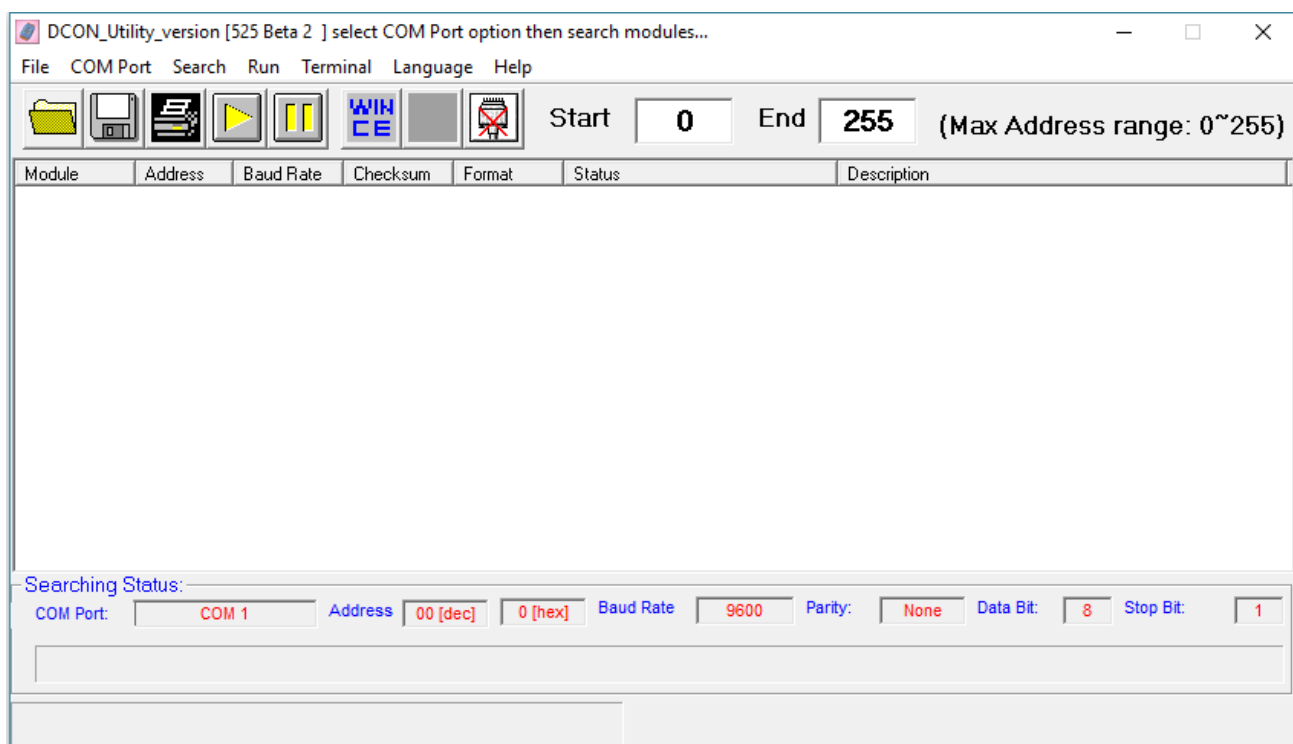 DCON_Utility_version [525 Beta 2 ] select COM Port option then search modules...
File COM Port Search Run Terminal Language Help
WIN CE Start 0 End 255 (Max Address range: 0~255)
Module Address Baud Rate Checksum Format Status Description
Searching Status:
COM Port: COM 1 Address 00 [dec] 0 [hex] Baud Rate 9600 Parity: None Data Bit: 8 Stop Bit: 1